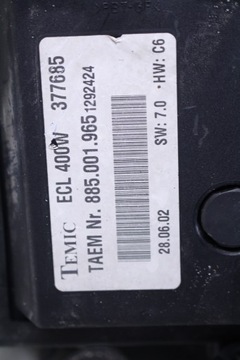 TEMIC ECL 400W 377685
TAEM Nr. 885.001.965 1292424
28.06.02 SW: 7.0 • HW: C6